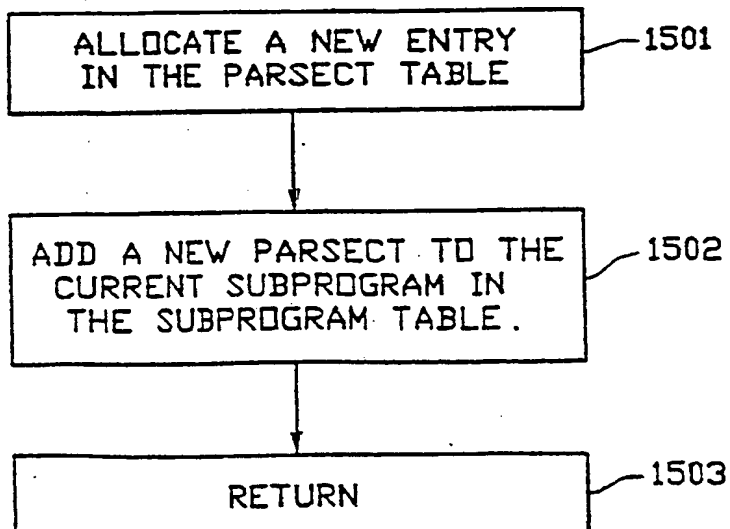 ALLOCATE A NEW ENTRY
IN THE PARSECT TABLE
1501
ADD A NEW PARSECT TO THE
CURRENT SUBPROGRAM IN
THE SUBPROGRAM TABLE.
1502
RETURN
1503